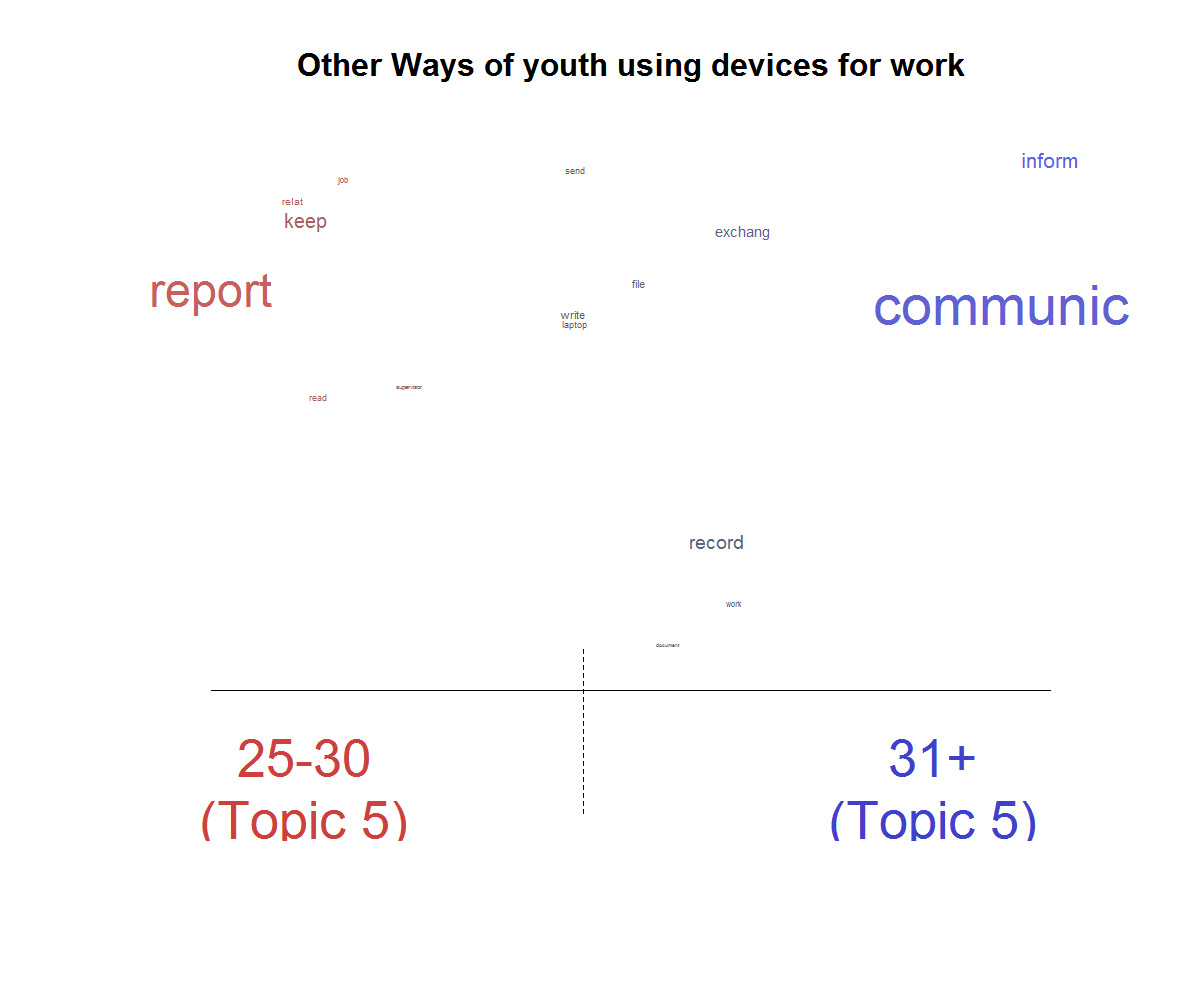 Other Ways of youth using devices for work
inform
send
job
relat
keep
exchang
report
file
communic
write
laptop
supervisor
read
record
work
document
25-30
(Topic 5)
31+
(Topic 5)